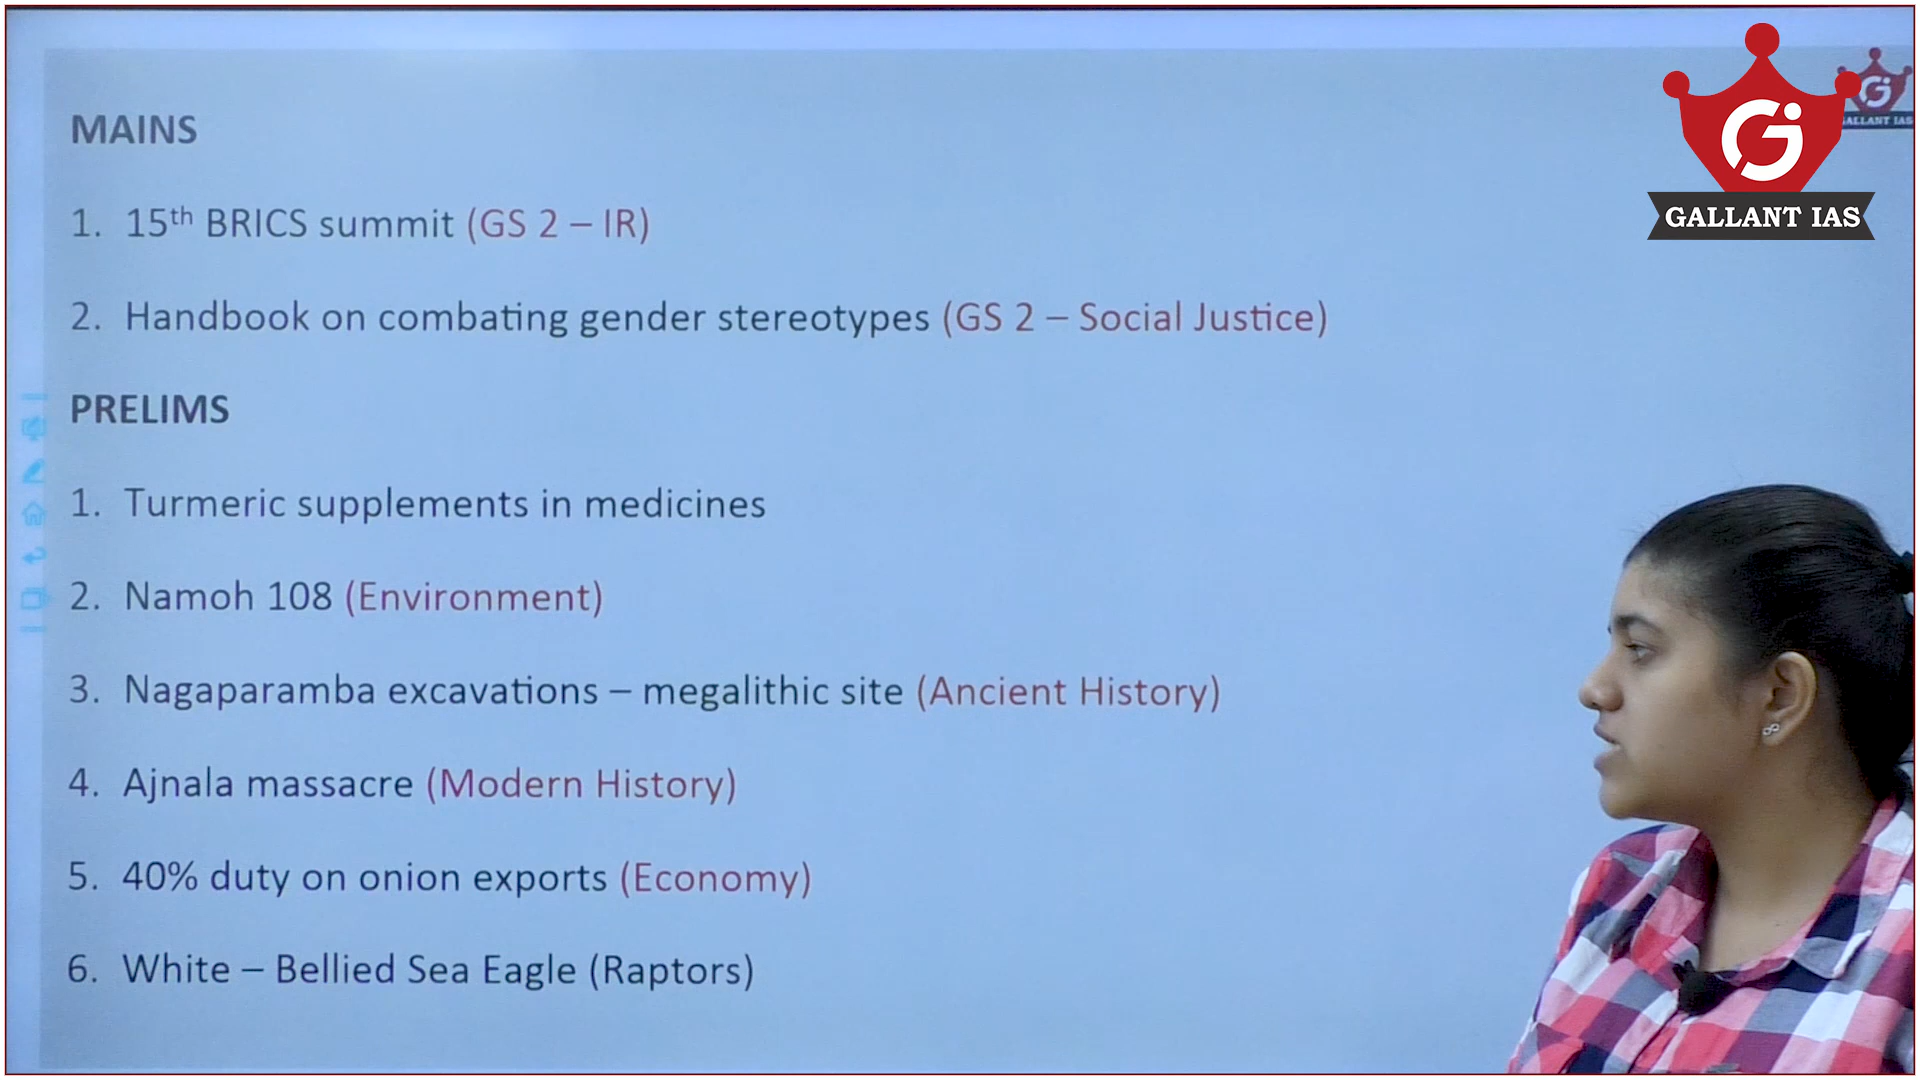 MAINS
1. 15th BRICS summit (GS 2 – IR)
2. Handbook on combating gender stereotypes (GS 2 – Social Justice)
PRELIMS
1. Turmeric supplements in medicines
2. Namoh 108 (Environment)
3. Nagaparamba excavations – megalithic site (Ancient History)
4. Ajnala massacre (Modern History)
5. 40% duty on onion exports (Economy)
6. White – Bellied Sea Eagle (Raptors)
GALLANT IAS
GALLANT IAS